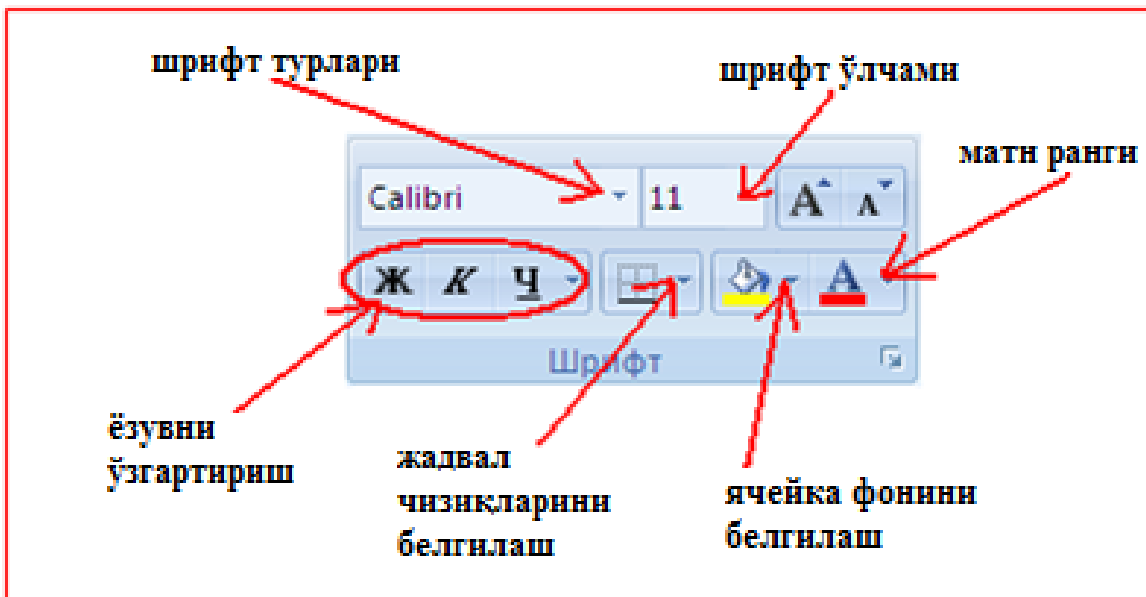 шрифт турлари
шрифт ўлчами
матн ранги
Calibri
11
A A
Ж К Ч
A
Шрифт
ёзувни
ўзгартириш
жадвал
чизиқларини
белгилаш
ячейка фонини
белгилаш